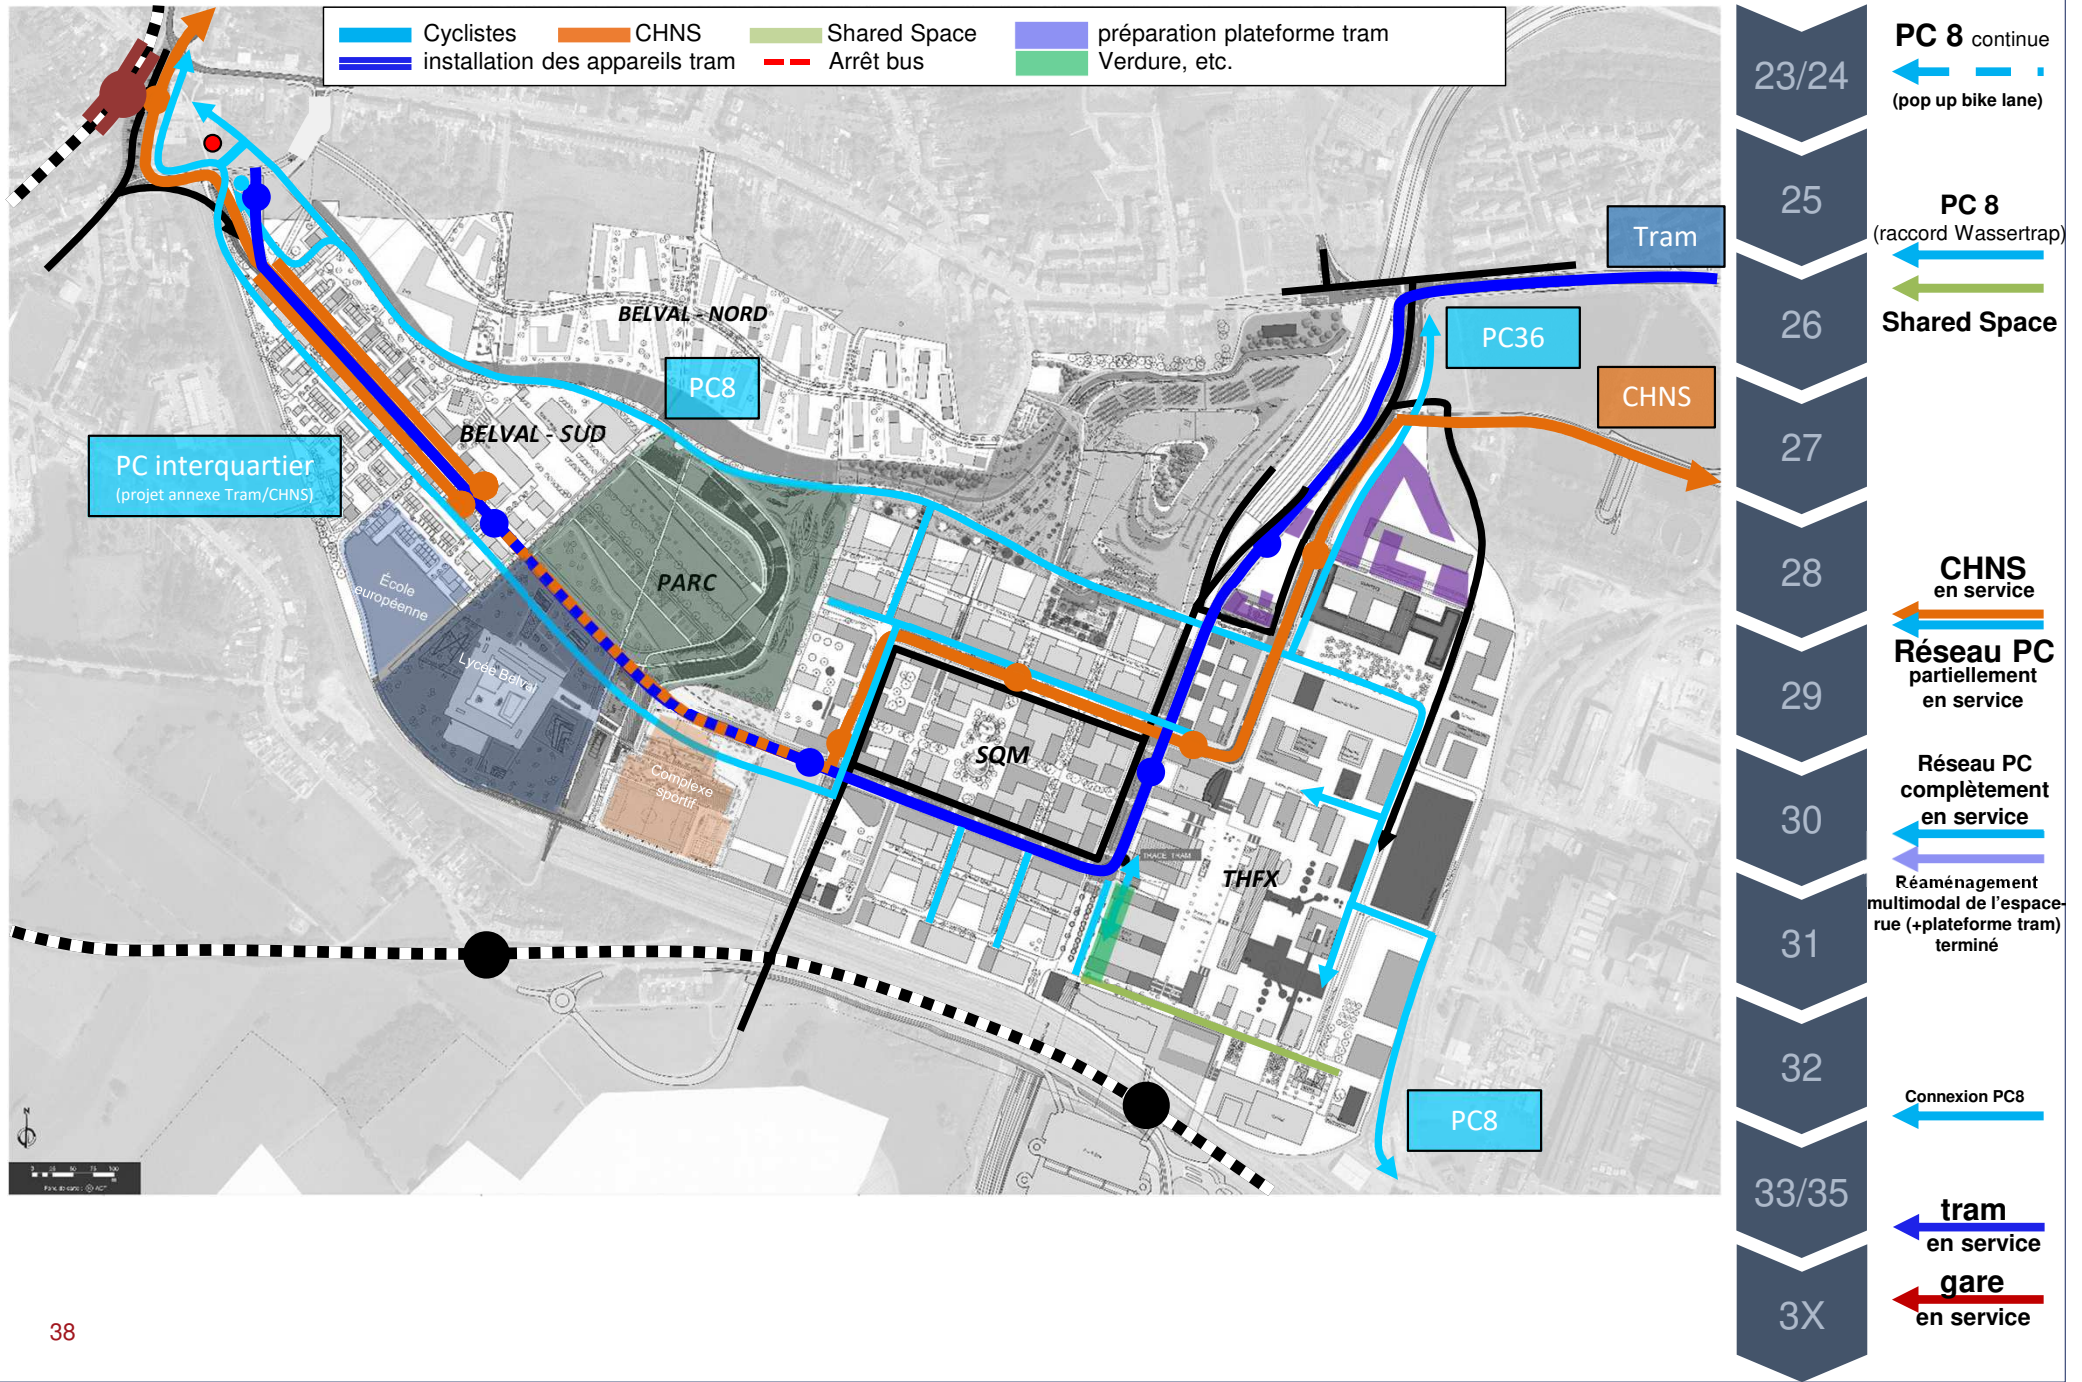 Cyclistes
CHNS
Shared Space
préparation plateforme tram
installation des appareils tram
Arrêt bus
Verdure, etc.
Tram
PC36
CHNS
BELVAL - NORD
PC8
BELVAL - SUD
PC interquartier
(projet annexe Tram/CHNS)
École
européenne
PARC
Lycée Belval
Complexe
sportif
SQM
TRACE TRAM
THFX
PC8
N
38
23/24
25
26
27
28
29
30
31
32
33/35
3X
PC 8 continue
(pop up bike lane)
PC 8
(raccord Wassertrap)
Shared Space
CHNS
en service
Réseau PC
partiellement
en service
Réseau PC
complètement
en service
Réaménagement
multimodal de l'espace-
rue (+plateforme tram)
terminé
Connexion PC8
tram
en service
gare
en service